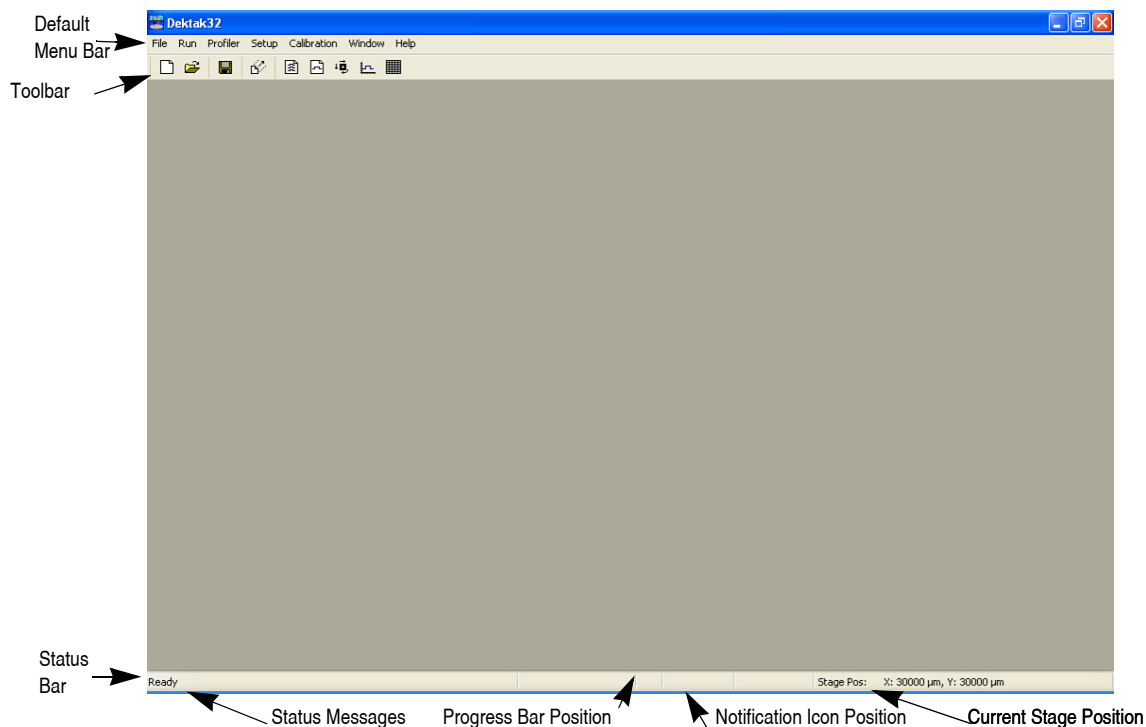 Default
Menu Bar
Dektak32
File Run Profiler Setup Calibration Window Help
Toolbar
Status
Bar
Ready
Stage Pos: X: 30000 µm, Y: 30000 µm
Status Messages
Progress Bar Position
Notification Icon Position
Current Stage Position